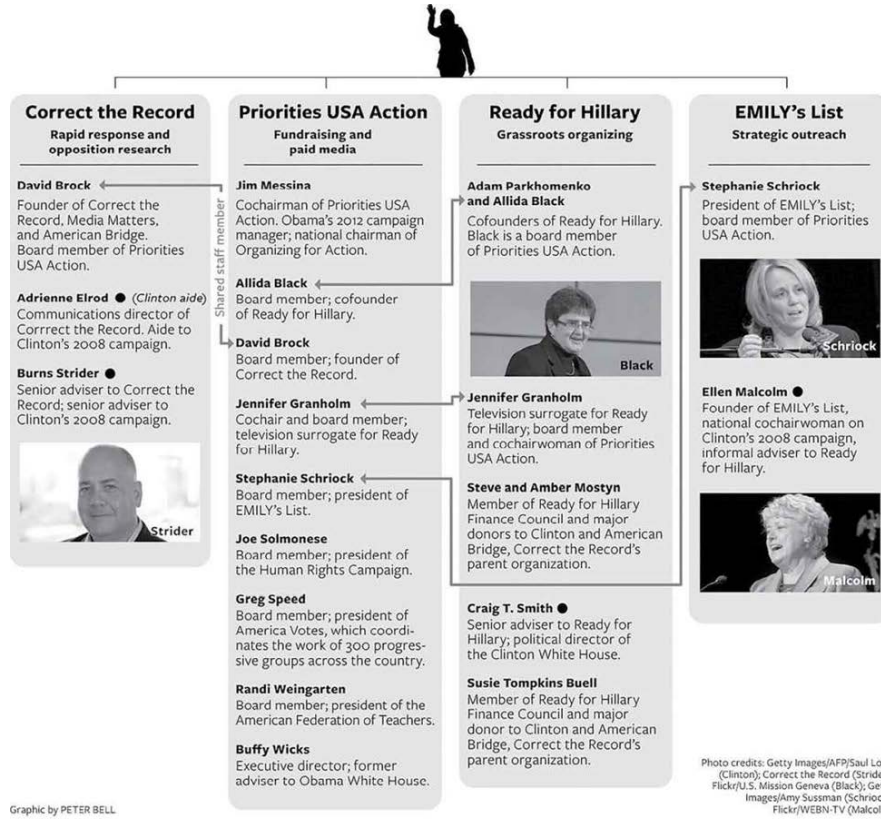 Correct the Record
Rapid response and
opposition research
David Brock
Founder of Correct the
Record, Media Matters,
and American Bridge.
Board member of Priorities
USA Action.
Adrienne Elrod ● (Clinton aide)
Communications director of
Corrrect the Record. Aide to
Clinton's 2008 campaign.
Burns Strider ●
Senior adviser to Correct the
Record; senior adviser to
Clinton's 2008 campaign.
Strider
Shared staff member
Priorities USA Action
Fundraising and
paid media
Jim Messina
Cochairman of Priorities USA
Action. Obama's 2012 campaign
manager; national chairman of
Organizing for Action.
Allida Black
Board member; cofounder
of Ready for Hillary.
David Brock
Board member; founder of
Correct the Record.
Jennifer Granholm
Cochair and board member;
television surrogate for Ready
for Hillary.
Stephanie Schriock
Board member; president of
EMILY's List.
Joe Solmonese
Board member; president of
the Human Rights Campaign.
Greg Speed
Board member; president of
America Votes, which coordi-
nates the work of 300 progres-
sive groups across the country.
Randi Weingarten
Board member; president of the
American Federation of Teachers.
Buffy Wicks
Executive director; former
adviser to Obama White House.
Ready for Hillary
Grassroots organizing
Adam Parkhomenko
and Allida Black
Cofounders of Ready for Hillary.
Black is a board member
of Priorities USA Action.
Black
Jennifer Granholm
Television surrogate for Ready
for Hillary; board member
and cochairwoman of Priorities
USA Action.
Steve and Amber Mostyn
Member of Ready for Hillary
Finance Council and major
donors to Clinton and American
Bridge, Correct the Record's
parent organization.
Craig T. Smith ●
Senior adviser to Ready for
Hillary; political director of
the Clinton White House.
Susie Tompkins Buell
Member of Ready for Hillary
Finance Council and major
donor to Clinton and American
Bridge, Correct the Record's
parent organization.
EMILY's List
Strategic outreach
Stephanie Schriock
President of EMILY's List;
board member of Priorities
USA Action.
Schriock
Ellen Malcolm ●
Founder of EMILY's List,
national cochairwoman on
Clinton's 2008 campaign,
informal adviser to Ready
for Hillary.
Malcolm
Photo credits: Getty Images/AFP/Saul Lo
(Clinton); Correct the Record (Stride
Flickr/U.S. Mission Geneva (Black); Get
Images/Amy Sussman (Schrioc
Flickr/WEBN-TV (Malcol
Graphic by PETER BELL